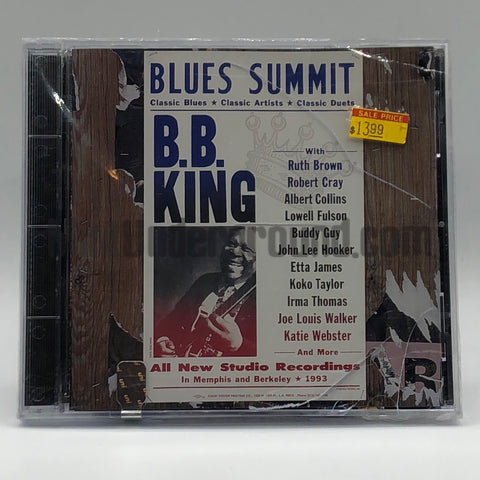 BLUES SUMMIT
Classic Blues ★ Classic Artists ★ Classic Duets
SALE PRICE
$13.99
B.B.
KING
With
Ruth Brown
Robert Cray
Albert Collins
Lowell Fulson
Buddy Guy
John Lee Hooker
Etta James
Koko Taylor
Irma Thomas
Joe Louis Walker
Katie Webster
And More
All New Studio Recordings
In Memphis and Berkeley ★ 1993
R